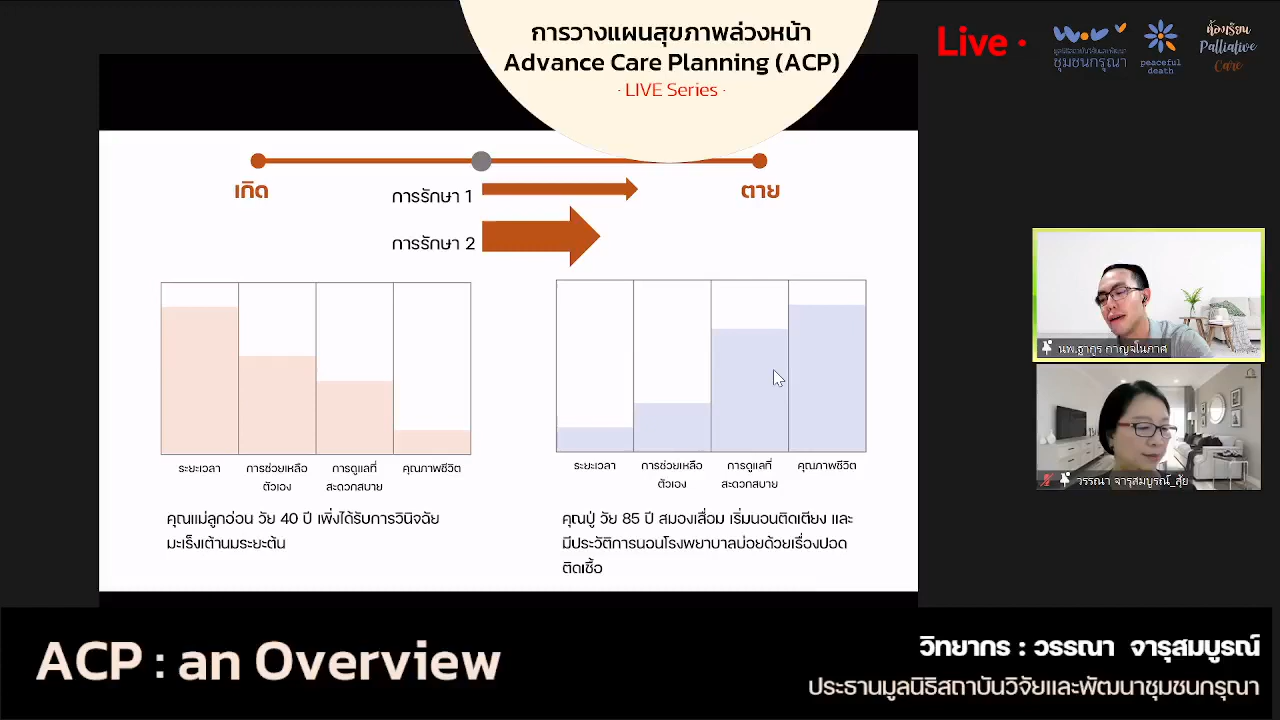 การวางแผนสุขภาพล่วงหน้า
Advance Care Planning (ACP)
· LIVE Series ·
Live
ชุมชนกรุณา
peaceful
death
ห้องเรียน
Palliative
Care
เกิด
ตาย
การรักษา 1
การรักษา 2
ระยะเวลา
การช่วยเหลือ
ตัวเอง
การดูแลที่
สะดวกสบาย
คุณภาพชีวิต
คุณแม่ลูกอ่อน วัย 40 ปี เพิ่งได้รับการวินิจฉัย
มะเร็งเต้านมระยะต้น
ระยะเวลา
การช่วยเหลือ
ตัวเอง
การดูแลที่
สะดวกสบาย
คุณภาพชีวิต
คุณปู่ วัย 85 ปี สมองเสื่อม เริ่มนอนติดเตียง และ
มีประวัติการนอนโรงพยาบาลบ่อยด้วยเรื่องปอด
ติดเชื้อ
นพ.ฐากูร กาญจโนภาศ
วรรณา จารุสมบูรณ์_สุ้ย
ACP : an Overview
วิทยากร : วรรณา จารุสมบูรณ์
ประธานมูลนิธิสถาบันวิจัยและพัฒนาชุมชนกรุณา